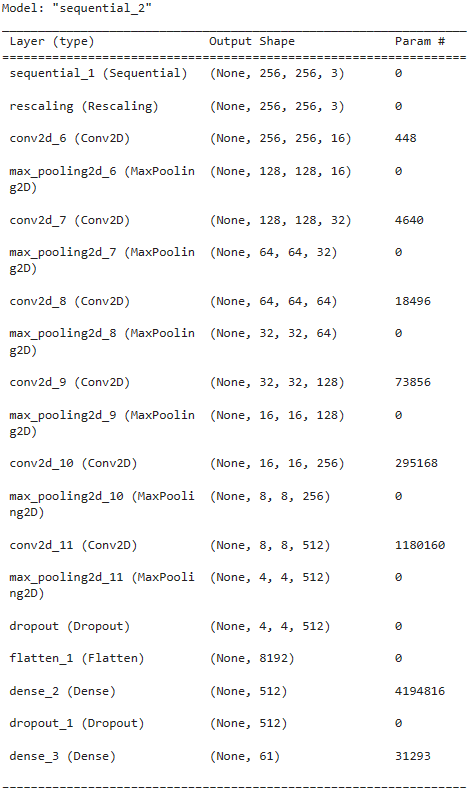 Model: "sequential_2"
Layer (type) Output Shape Param #
sequential_1 (Sequential) (None, 256, 256, 3) 0
rescaling (Rescaling) (None, 256, 256, 3) 0
conv2d_6 (Conv2D) (None, 256, 256, 16) 448
max_pooling2d_6 (MaxPoolin (None, 128, 128, 16) 0
g2D)
conv2d_7 (Conv2D) (None, 128, 128, 32) 4640
max_pooling2d_7 (MaxPoolin (None, 64, 64, 32) 0
g2D)
conv2d_8 (Conv2D) (None, 64, 64, 64) 18496
max_pooling2d_8 (MaxPoolin (None, 32, 32, 64) 0
g2D)
conv2d_9 (Conv2D) (None, 32, 32, 128) 73856
max_pooling2d_9 (MaxPoolin (None, 16, 16, 128) 0
g2D)
conv2d_10 (Conv2D) (None, 16, 16, 256) 295168
max_pooling2d_10 (MaxPooli (None, 8, 8, 256) 0
ng2D)
conv2d_11 (Conv2D) (None, 8, 8, 512) 1180160
max_pooling2d_11 (MaxPooli (None, 4, 4, 512) 0
ng2D)
dropout (Dropout) (None, 4, 4, 512) 0
flatten_1 (Flatten) (None, 8192) 0
dense_2 (Dense) (None, 512) 4194816
dropout_1 (Dropout) (None, 512) 0
dense_3 (Dense) (None, 61) 31293